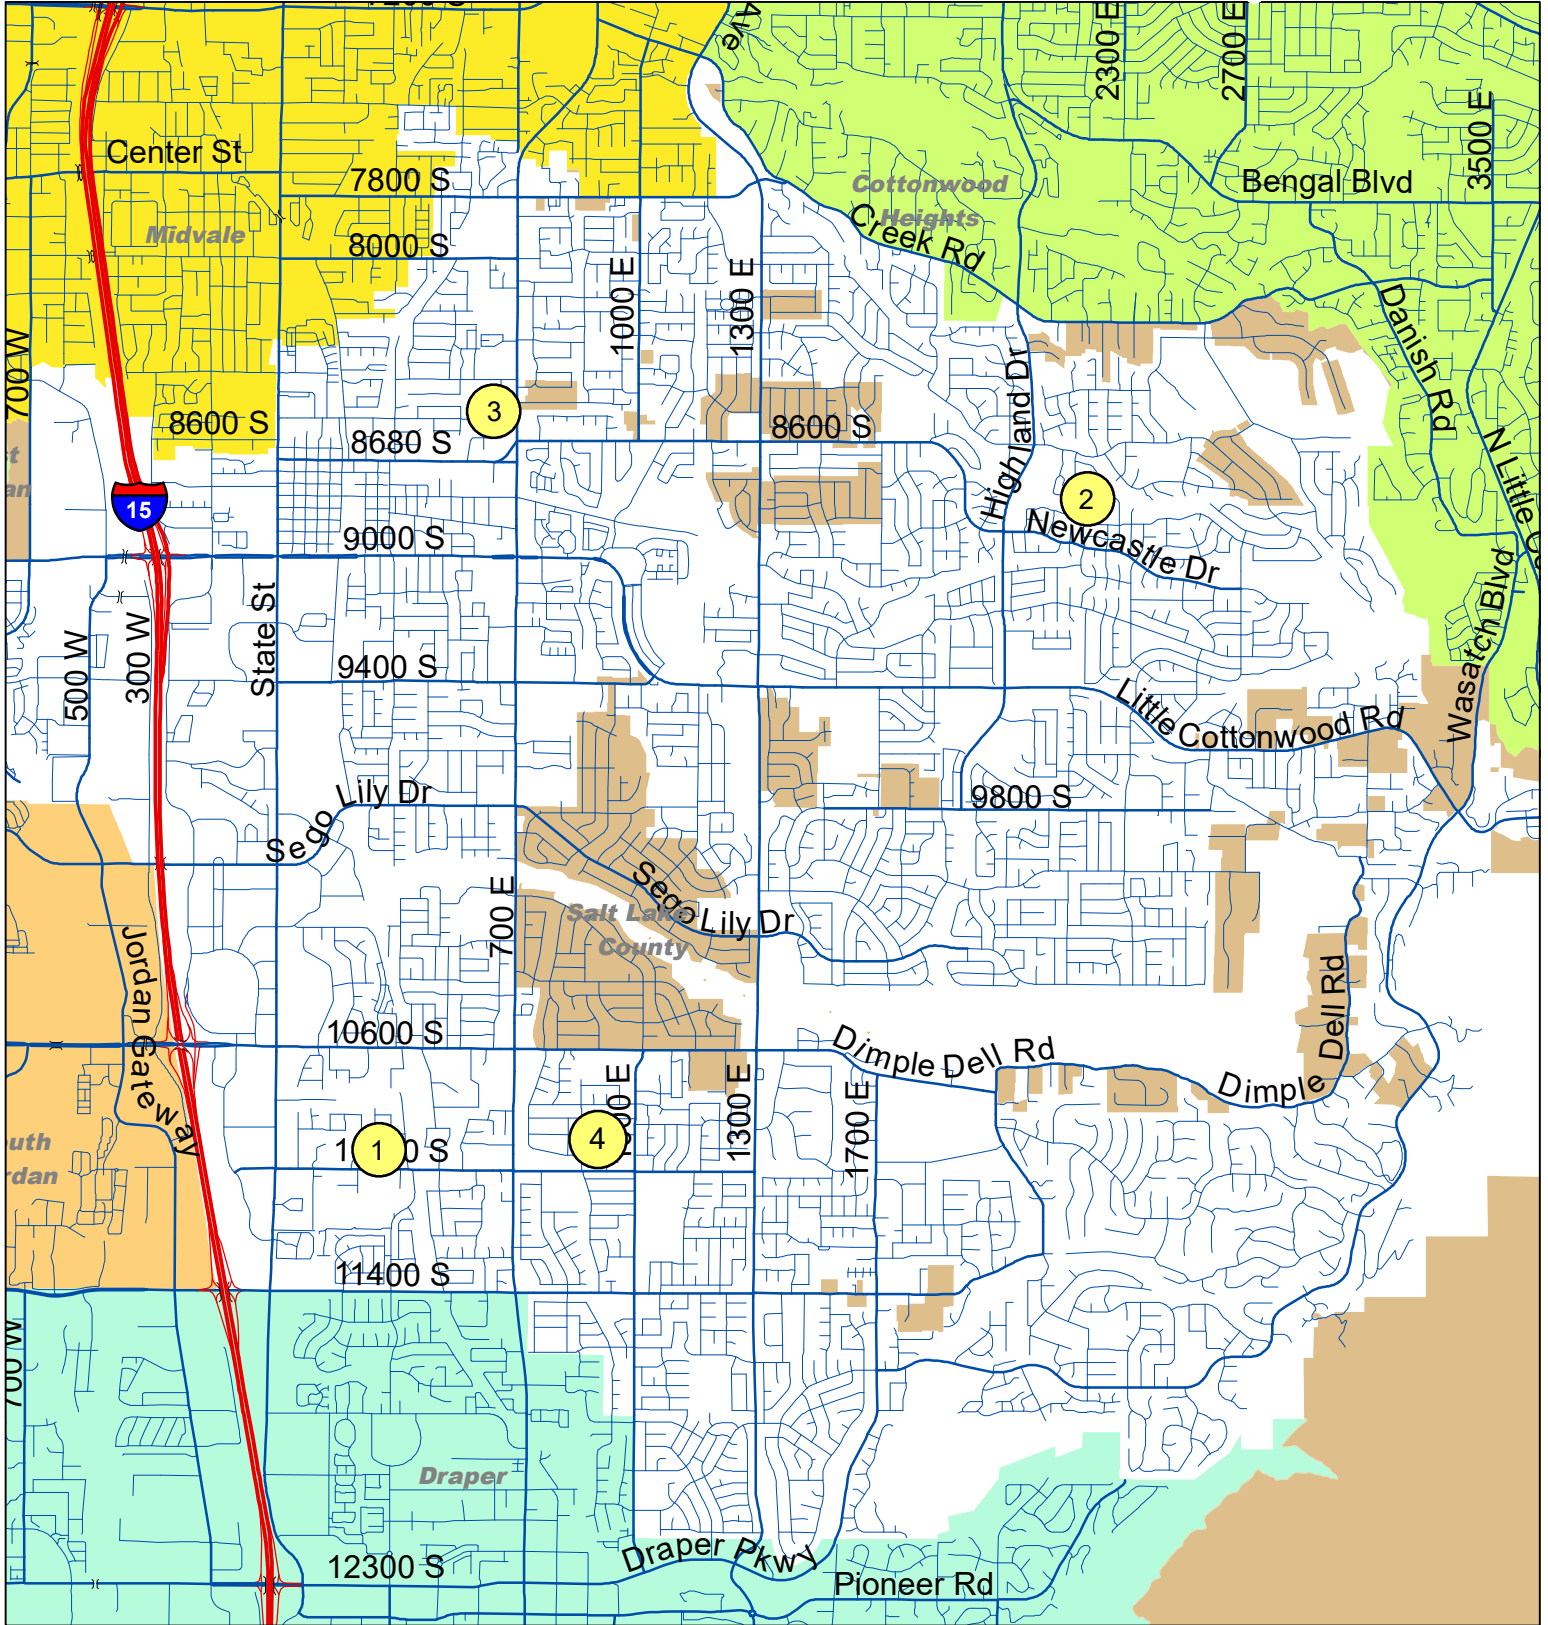 2300 E
2700 E
3500 E
Center St
7800 S
Bengal Blvd
Cottonwood
Heights
Creek Rd
Midvale
8000 S
1000 E
1300 E
Danish Rd
700 W
Highland Dr
3
8600 S
8680 S
8600 S
N Little
15
2
Newcastle Dr
9000 S
Wasatch Blvd
State St
300 W
500 W
9400 S
Little Cottonwood Rd
Sego Lily Dr
9800 S
700 E
Sego Lily Dr
Salt Lake
County
Jordan Gateway
10600 S
Dimple Dell Rd
Dimple Dell Rd
1300 E
1700 E
1
4
11400 S
700 W
Draper
12300 S
Draper Pkwy
Pioneer Rd